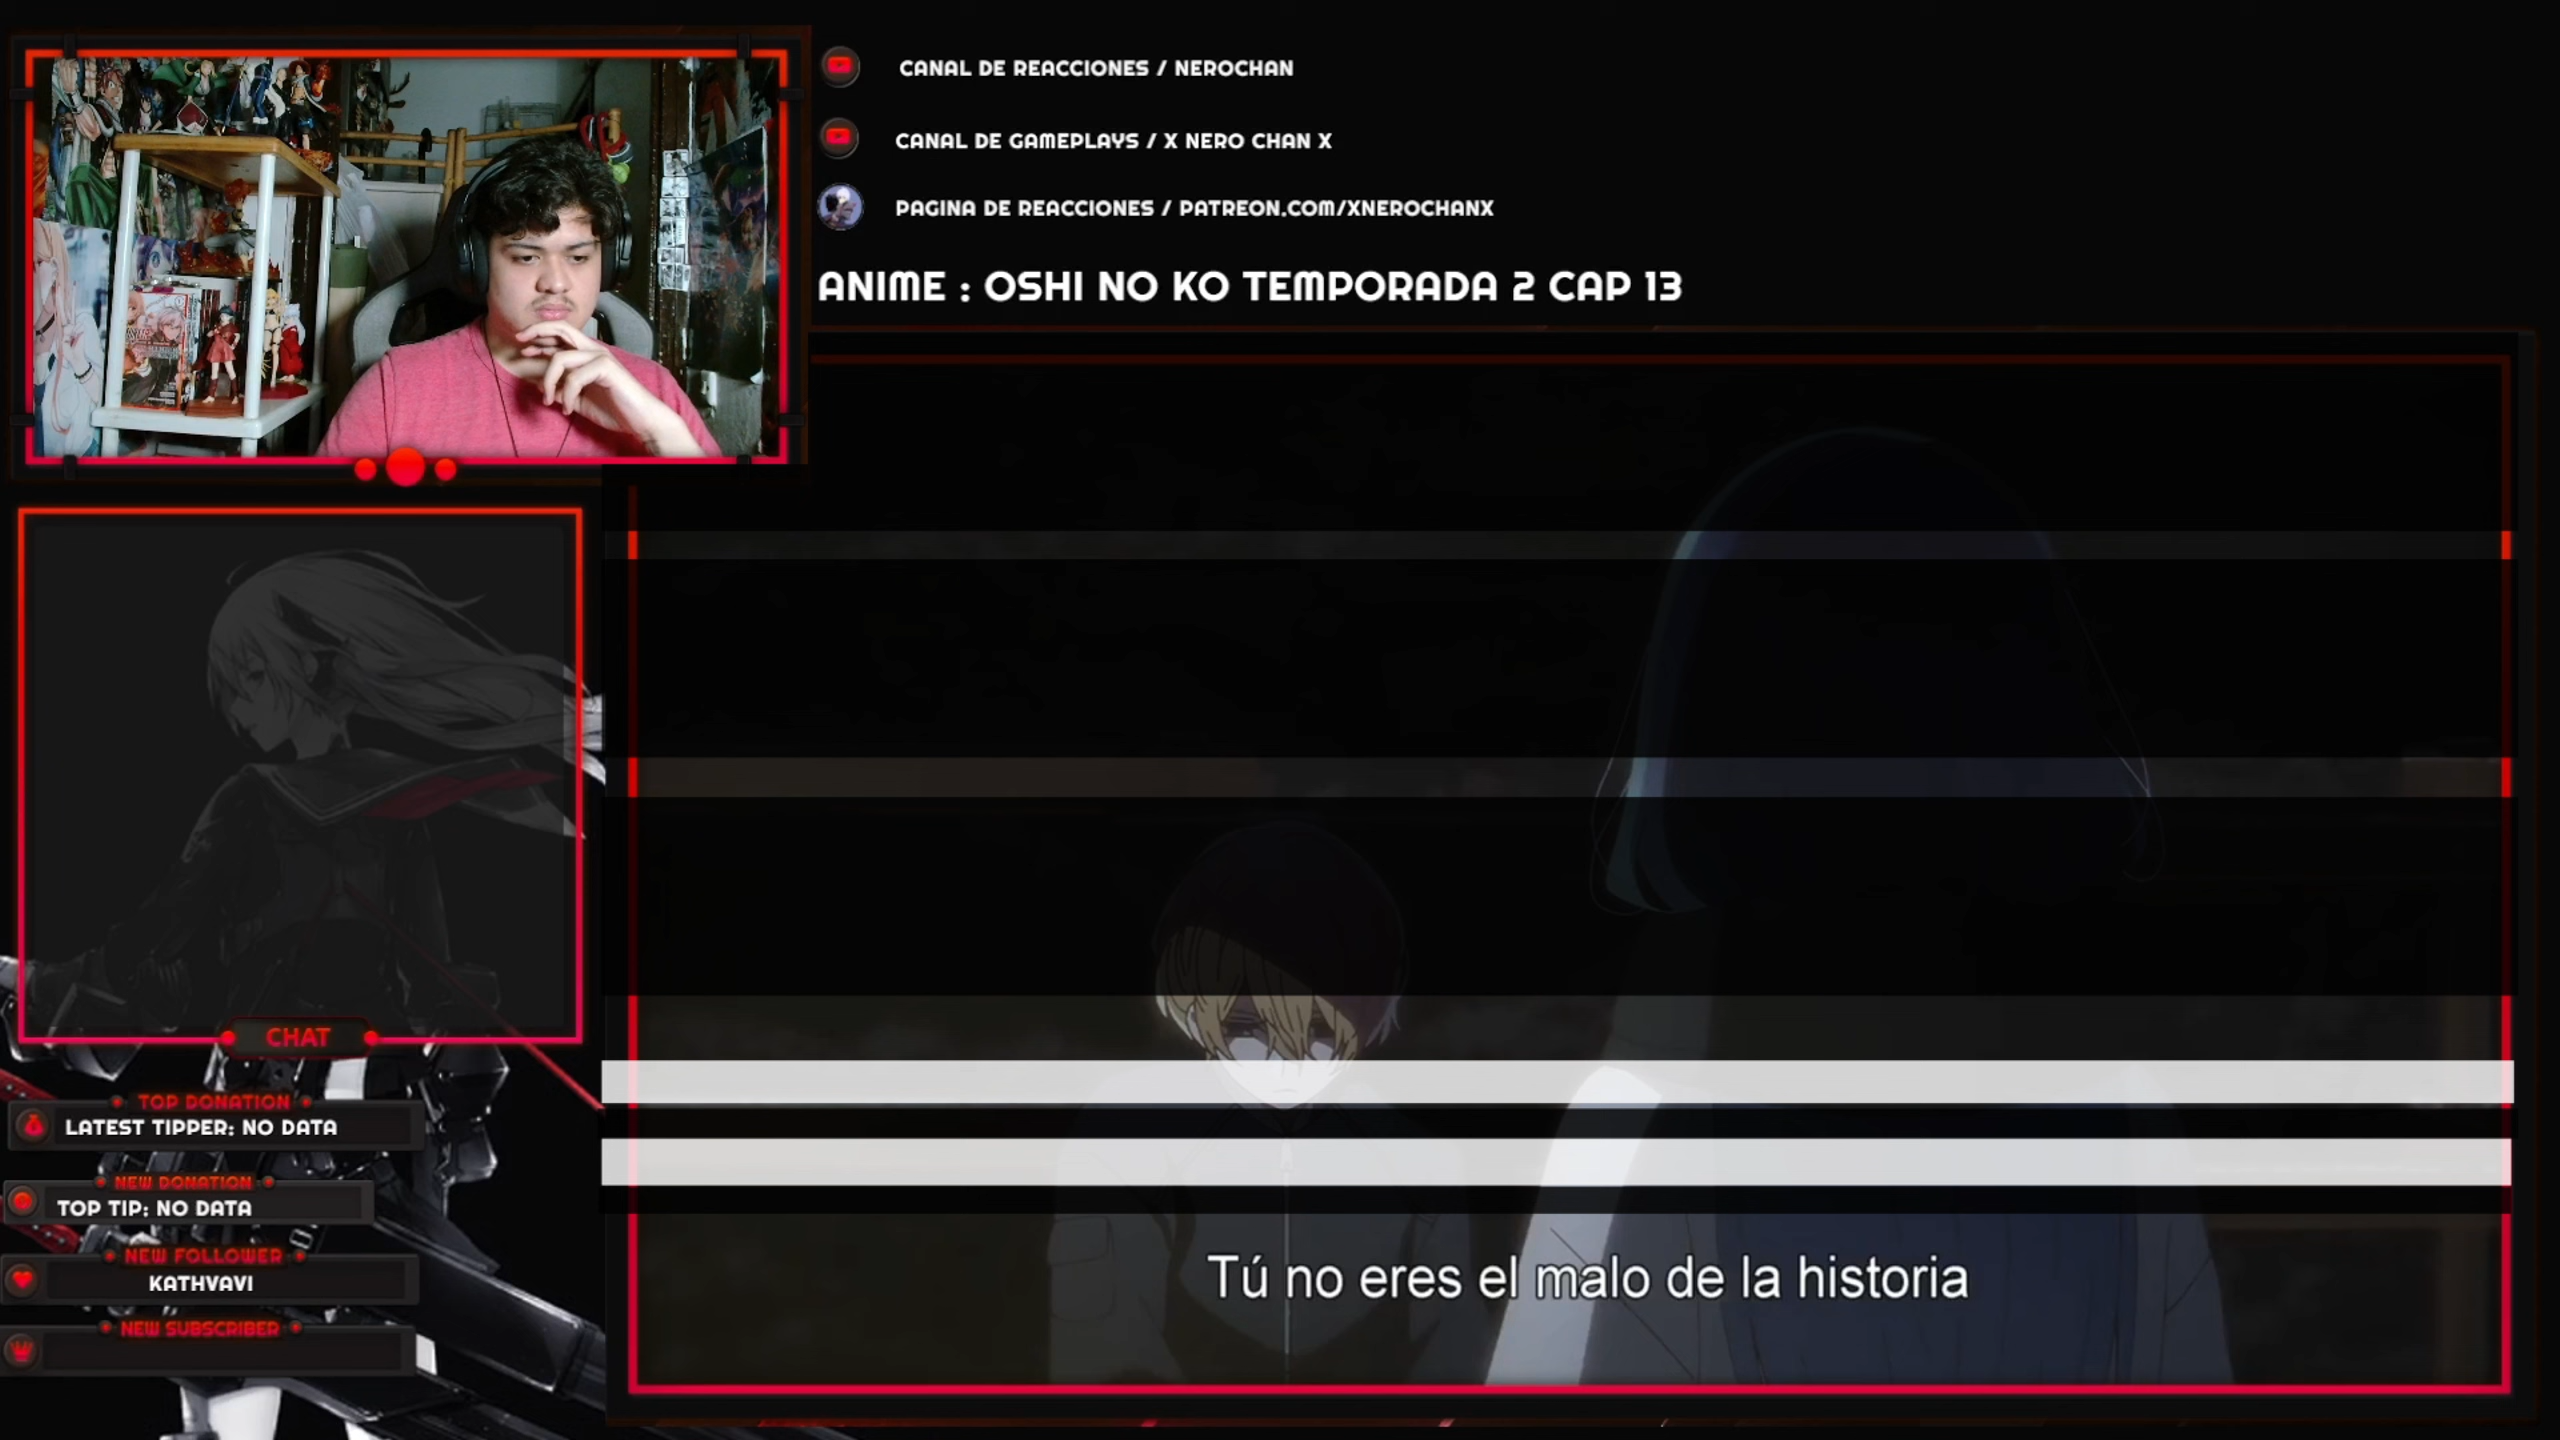 CANAL DE REACCIONES / NEROCHAN
CANAL DE GAMEPLAYS / X NERO CHAN X
PAGINA DE REACCIONES / PATREON.COM/XNEROCHANX
ANIME : OSHI NO KO TEMPORADA 2 CAP 13
CHAT
TOP DONATION
LATEST TIPPER: NO DATA
NEW DONATION
TOP TIP: NO DATA
NEW FOLLOWER
KATHVAVI
NEW SUBSCRIBER
Tú no eres el malo de la historia